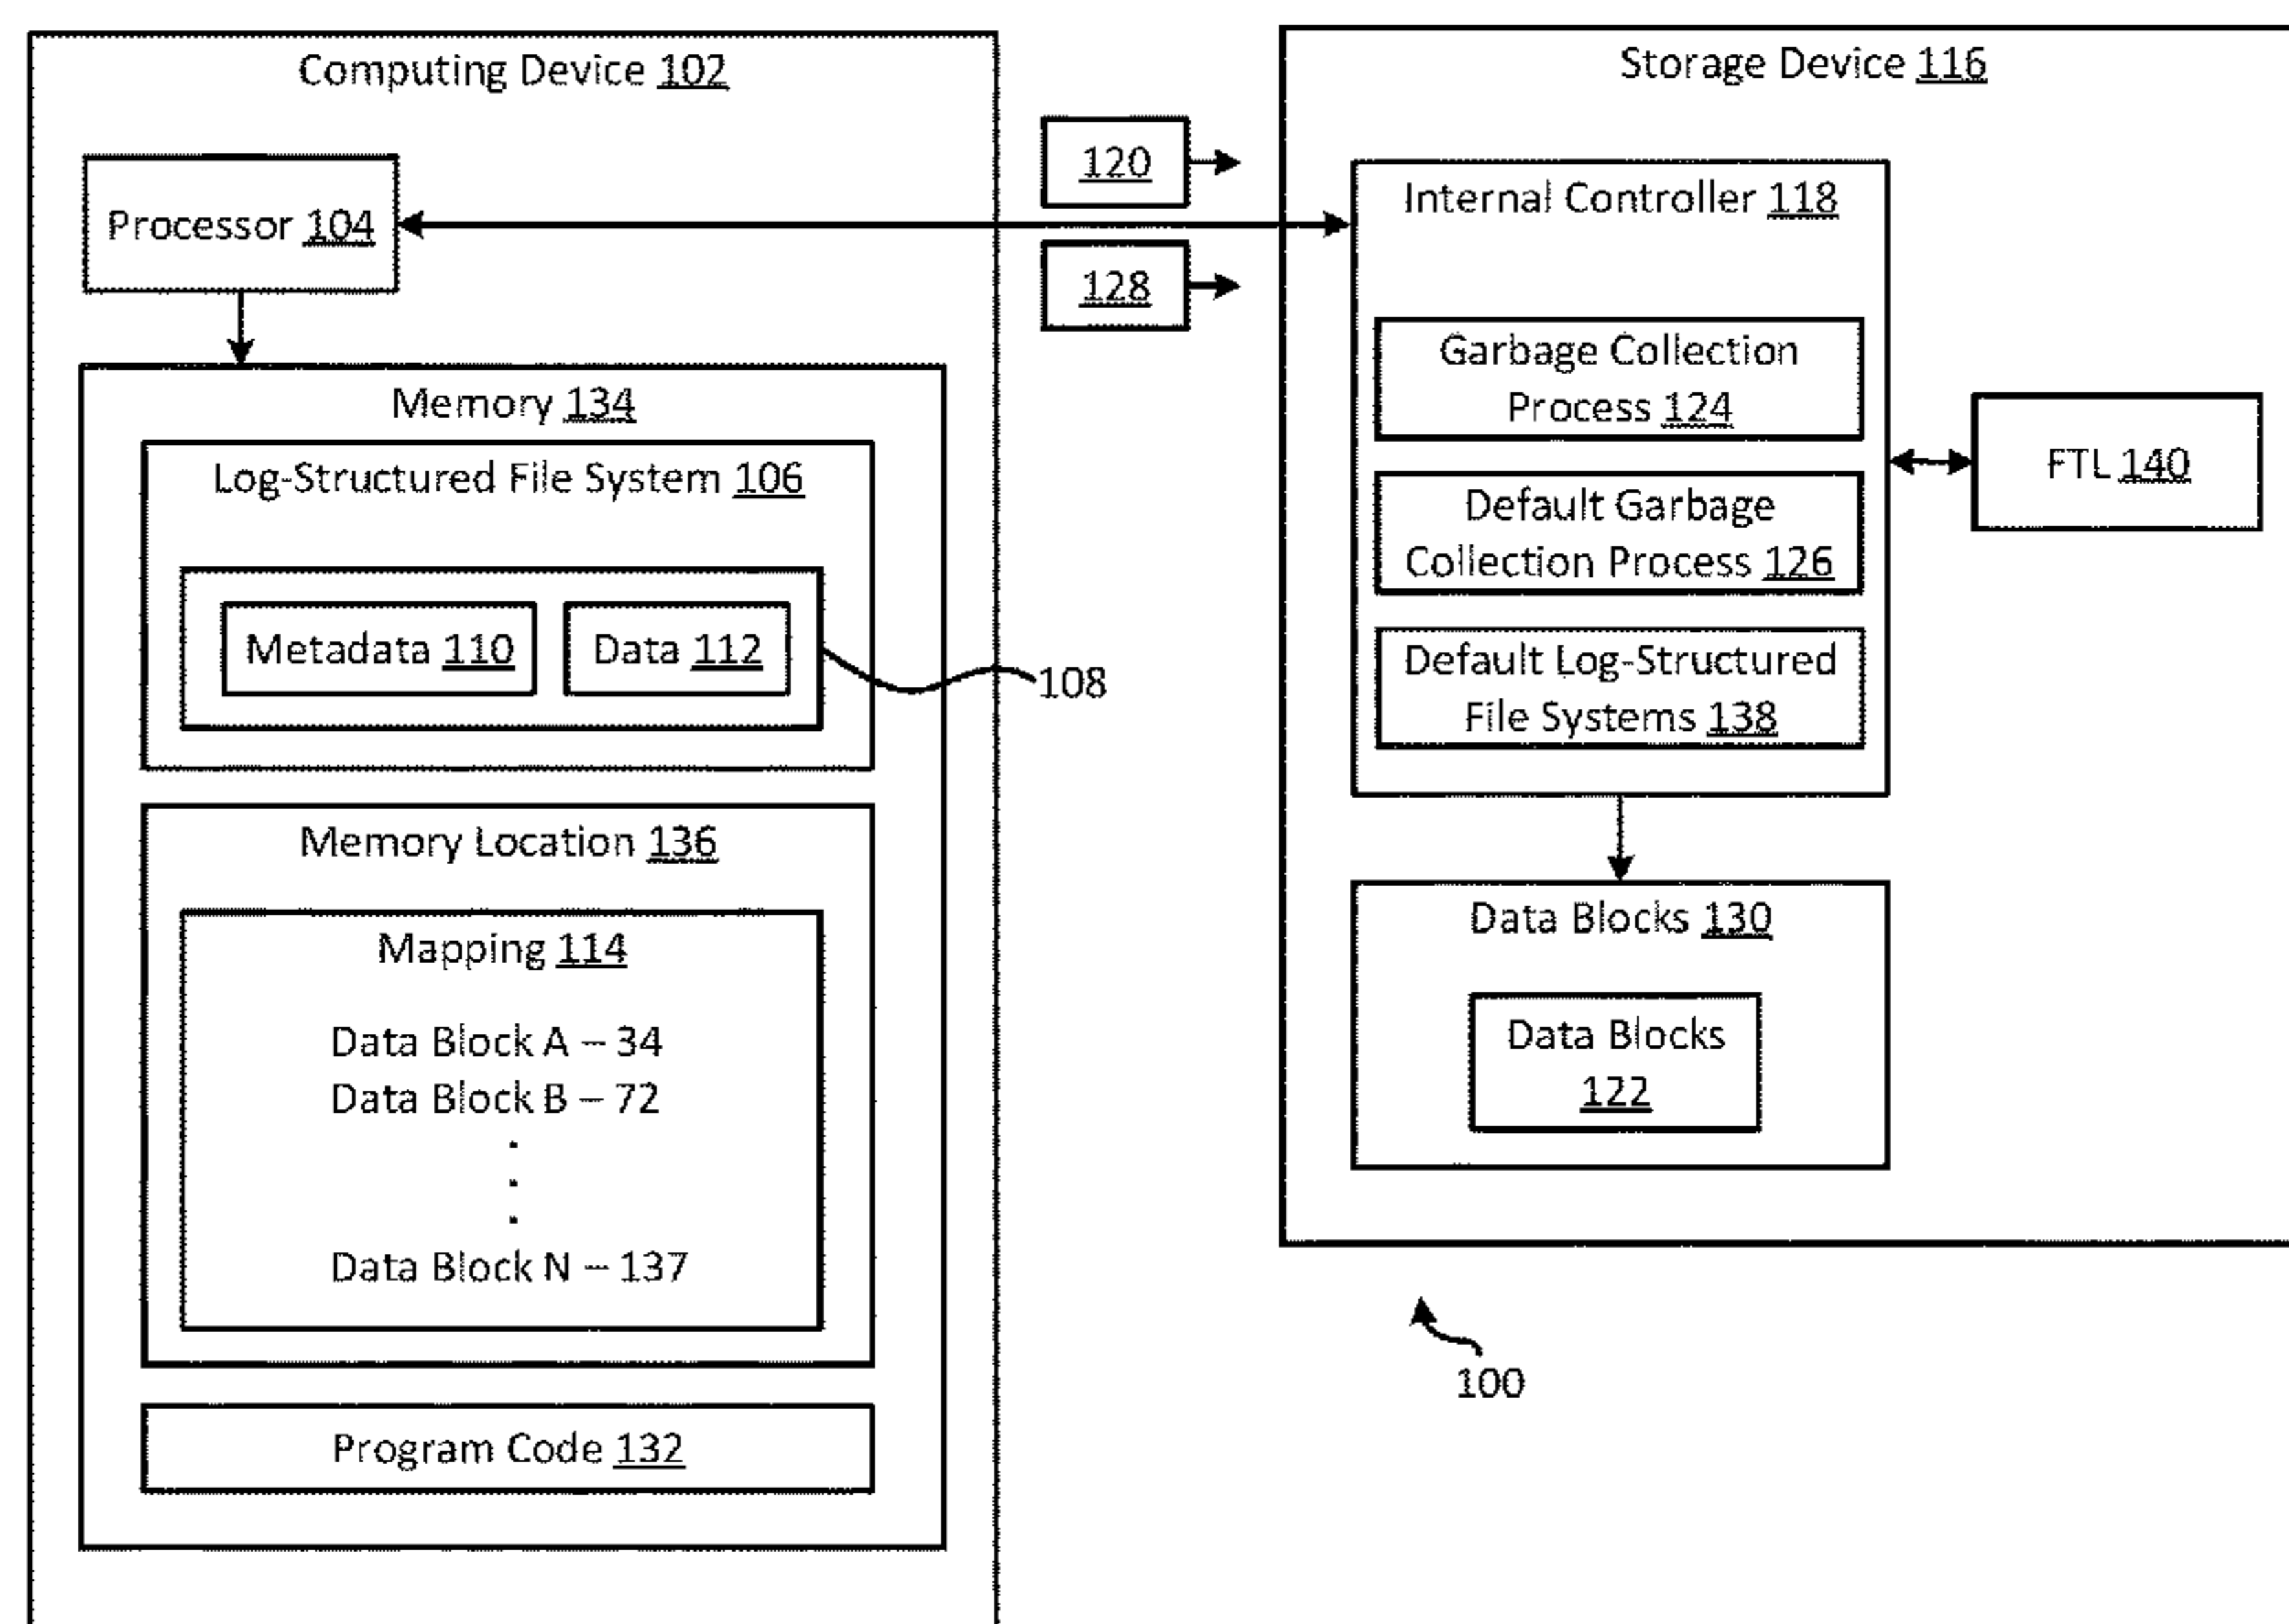 Computing Device 102
Processor 104
Memory 134
Log-Structured File System 106
Metadata 110
Data 112
108
Memory Location 136
Mapping 114
Data Block A – 34
Data Block B – 72
.
.
.
Data Block N – 137
Program Code 132
120
128
Storage Device 116
Internal Controller 118
Garbage Collection
Process 124
Default Garbage
Collection Process 126
Default Log-Structured
File Systems 138
FTL 140
Data Blocks 130
Data Blocks
122
100